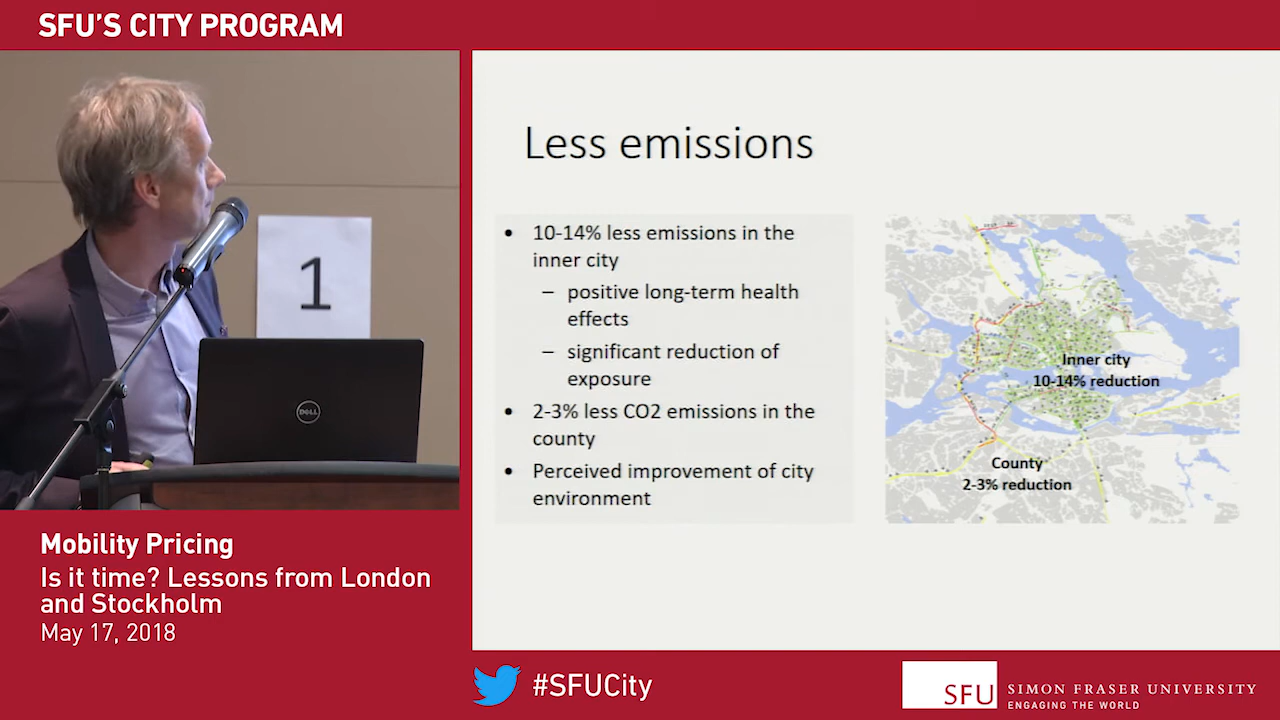 SFU'S CITY PROGRAM
1
DELL
Mobility Pricing
Is it time? Lessons from London
and Stockholm
May 17, 2018
Less emissions
• 10-14% less emissions in the
inner city
– positive long-term health
effects
– significant reduction of
exposure
• 2-3% less CO2 emissions in the
county
• Perceived improvement of city
environment
Inner city
10-14% reduction
County
2-3% reduction
#SFUCity
SFU
SIMON FRASER UNIVERSITY
ENGAGING THE WORLD